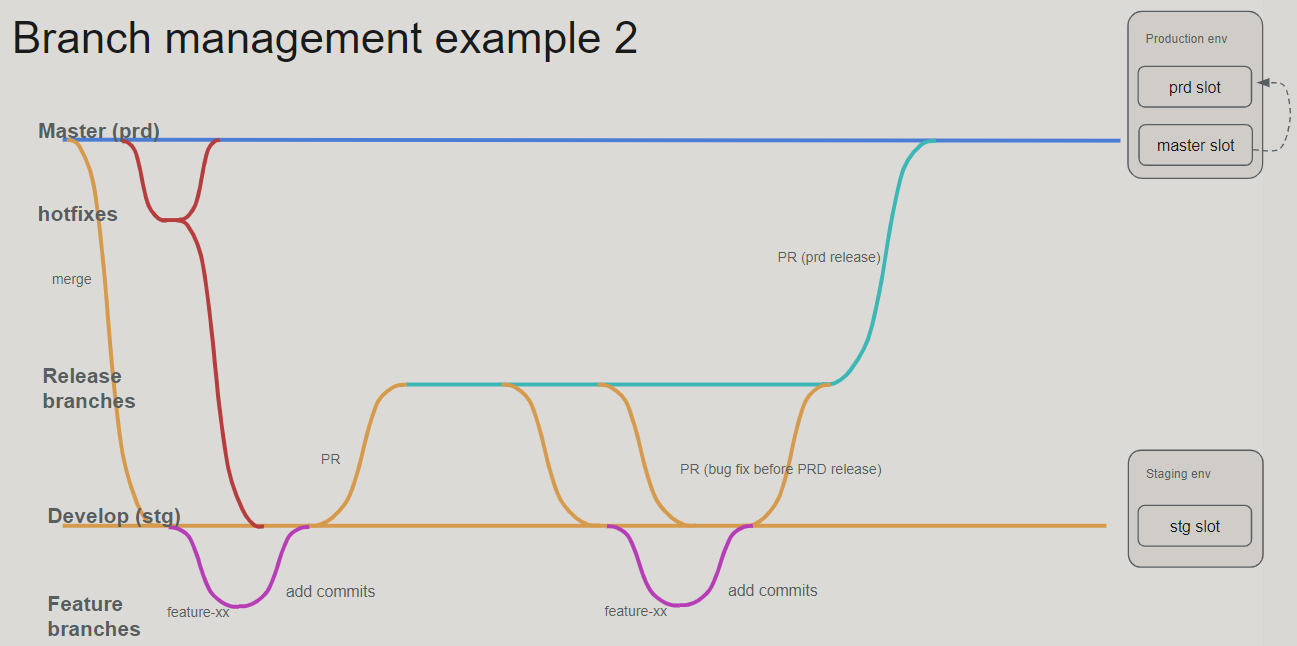 Branch management example 2
Production env
prd slot
master slot
Master (prd)
hotfixes
merge
PR (prd release)
Release
branches
PR
PR (bug fix before PRD release)
Staging env
stg slot
Develop (stg)
add commits
add commits
Feature
branches
feature-xx
feature-xx